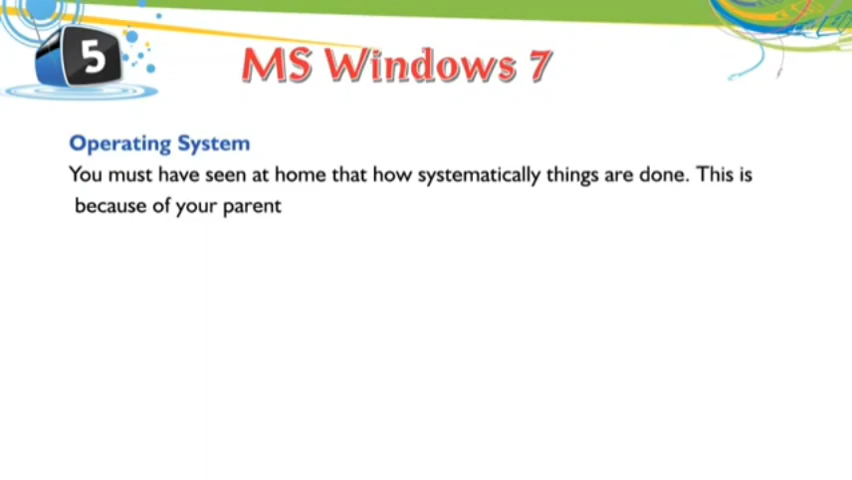 5
MS Windows 7
Operating System
You must have seen at home that how systematically things are done. This is
because of your parent